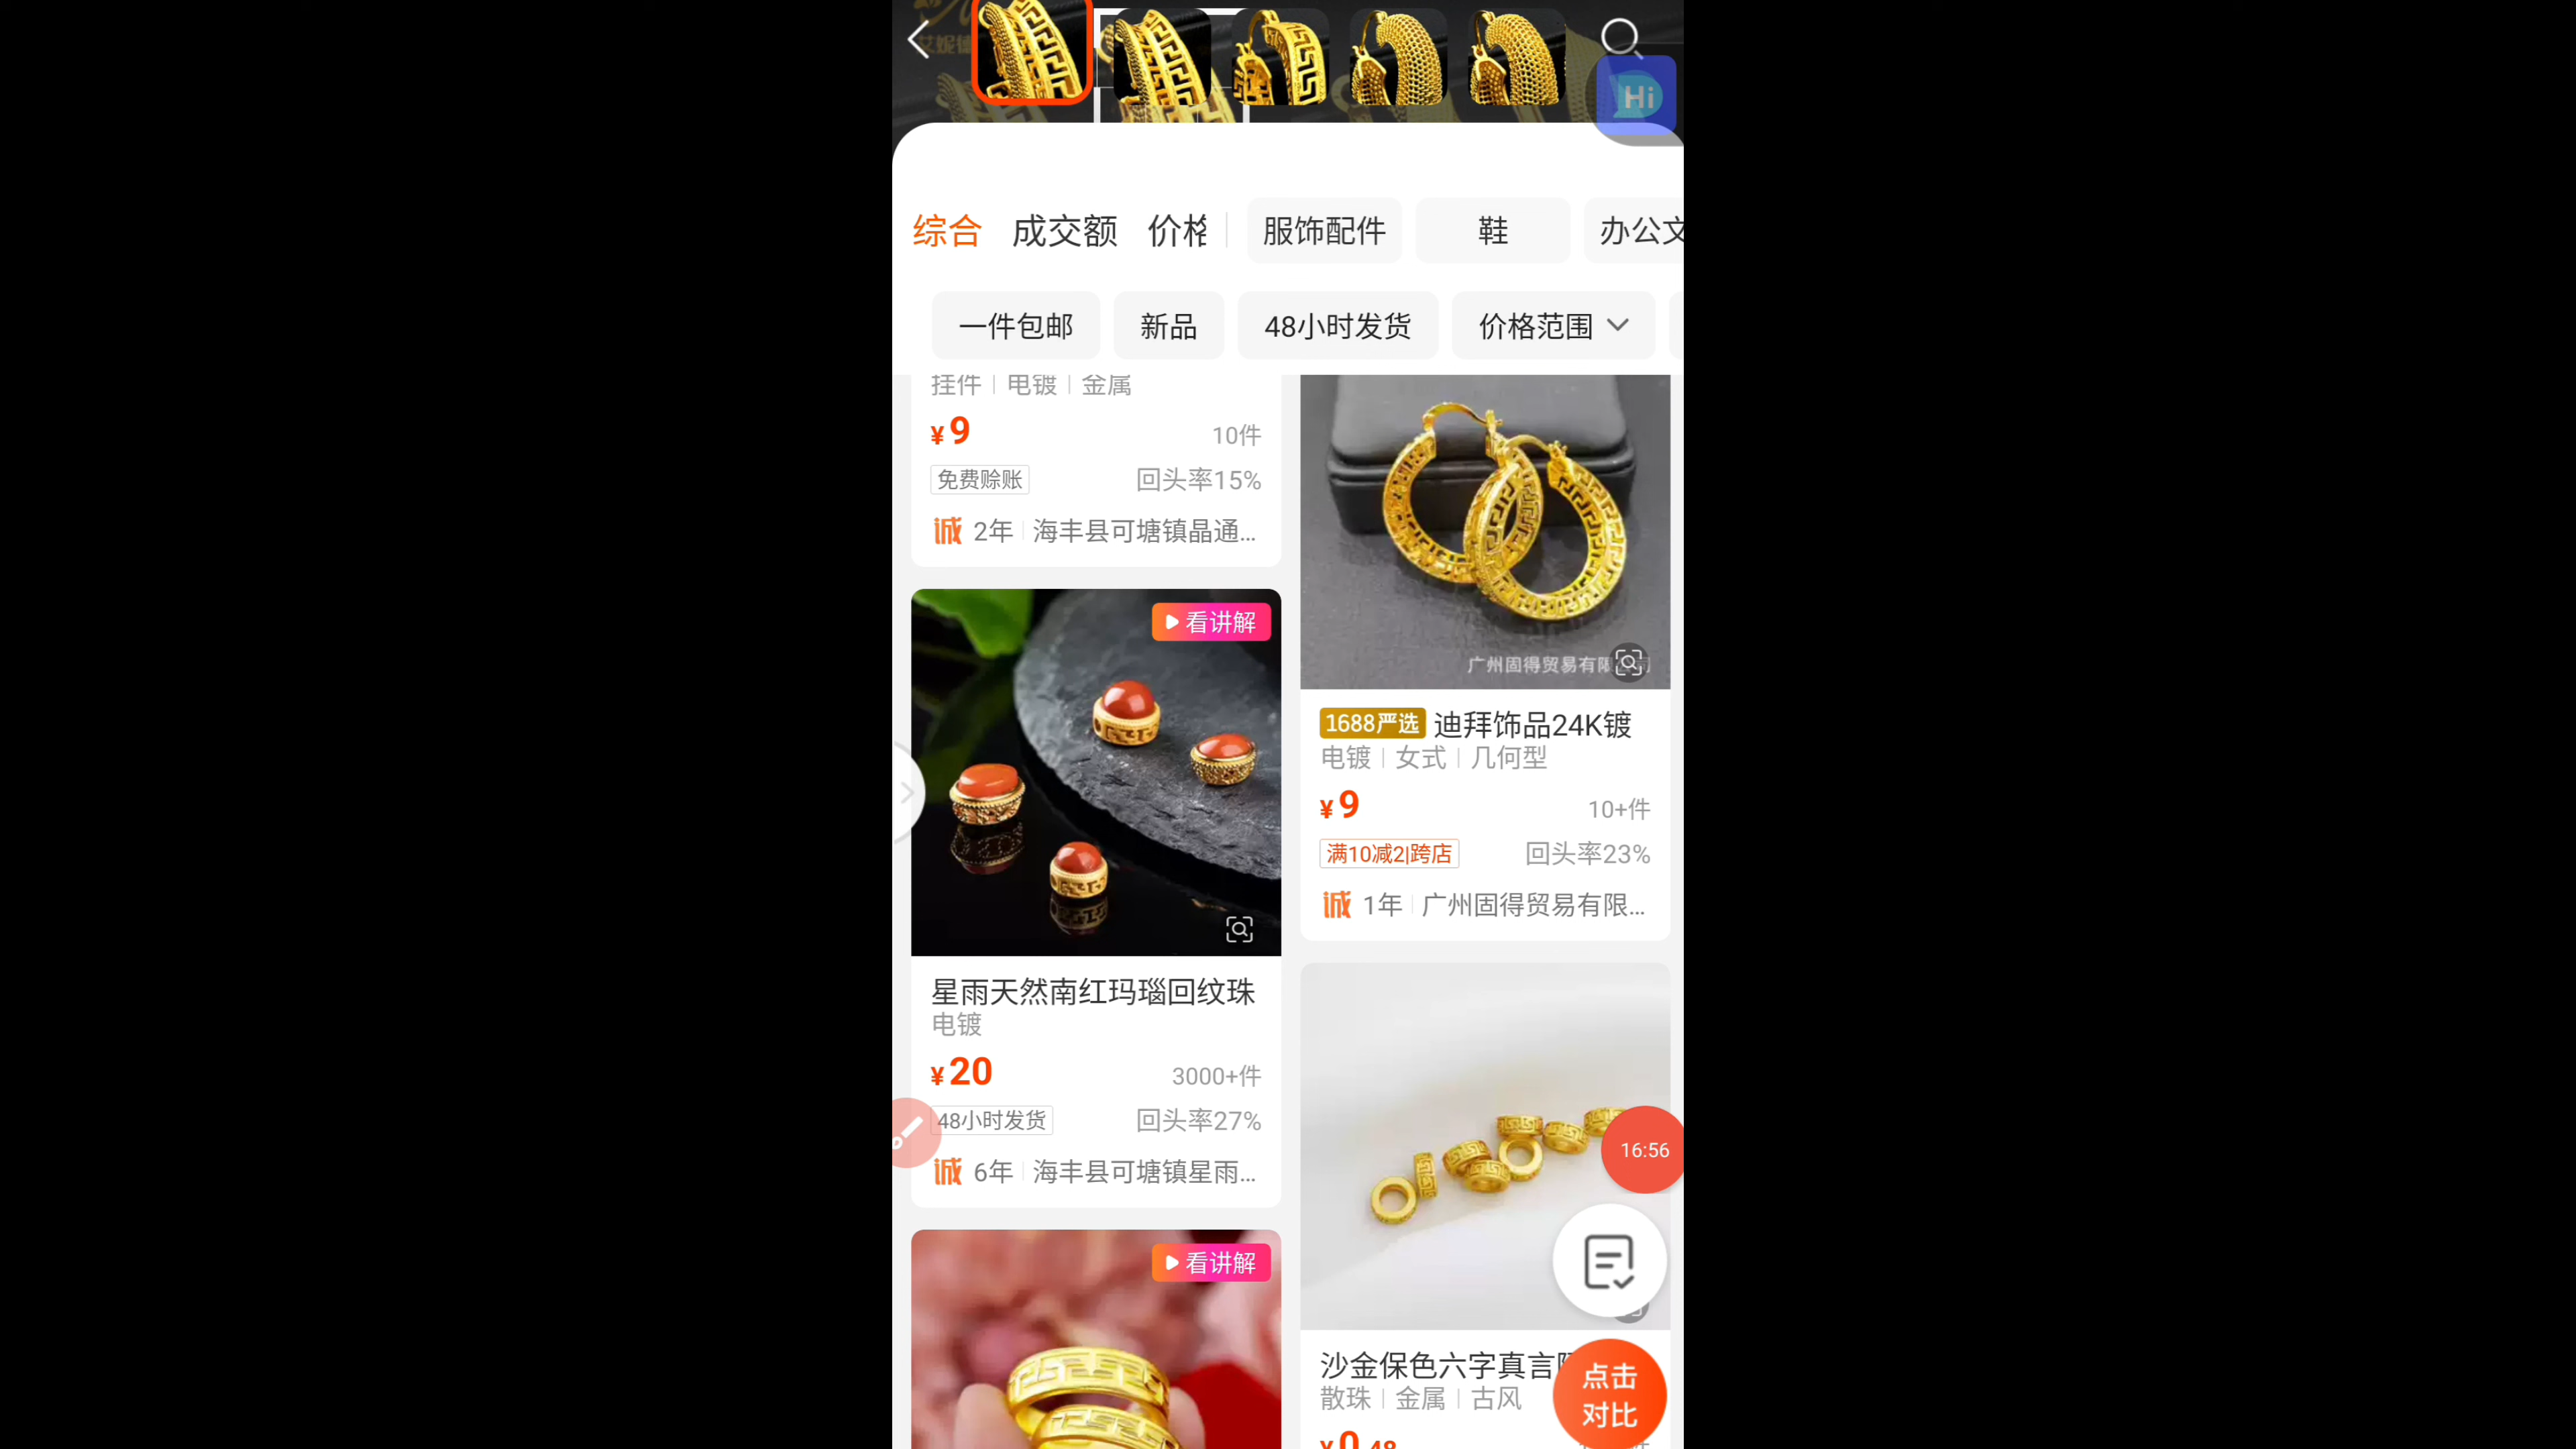 Hi
综合 成交额 价格 服饰配件 鞋 办公文
一件包邮 新品 48小时发货 价格范围
挂件 电镀 金属
¥9 10件
免费赊账 回头率15%
诚 2年 海丰县可塘镇晶通...
看讲解
星雨天然南红玛瑙回纹珠
电镀
¥20 3000+件
48小时发货 回头率27%
诚 6年 海丰县可塘镇星雨...
看讲解
广州固得贸易有限
1688严选 迪拜饰品24K镀
电镀 女式 几何型
¥9 10+件
满10减2|跨店 回头率23%
诚 1年 广州固得贸易有限...
16:56
沙金保色六字真言
散珠 金属 古风
点击
对比